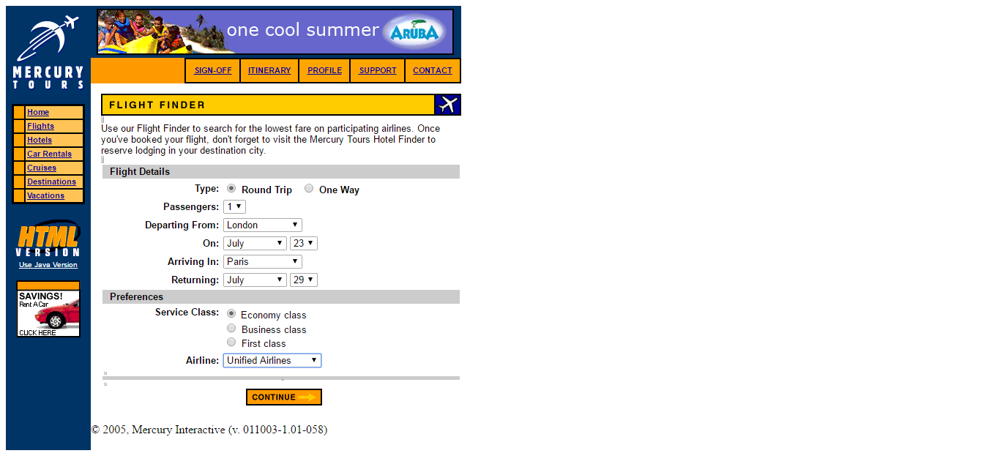 one cool summer ARUBA
MERCURY
TOURS
SIGN-OFF ITINERARY PROFILE SUPPORT CONTACT
Home
Flights
Hotels
Car Rentals
Cruises
Destinations
Vacations
HTML
VERSION
Use Java Version
SAVINGS!
Rent A Car
CLICK HERE
FLIGHT FINDER
Use our Flight Finder to search for the lowest fare on participating airlines. Once
you've booked your flight, don't forget to visit the Mercury Tours Hotel Finder to
reserve lodging in your destination city.
Flight Details
Type: Round Trip One Way
Passengers: 1
Departing From: London
On: July 23
Arriving In: Paris
Returning: July 29
Preferences
Service Class: Economy class
Business class
First class
Airline: Unified Airlines
CONTINUE
© 2005, Mercury Interactive (v. 011003-1.01-058)